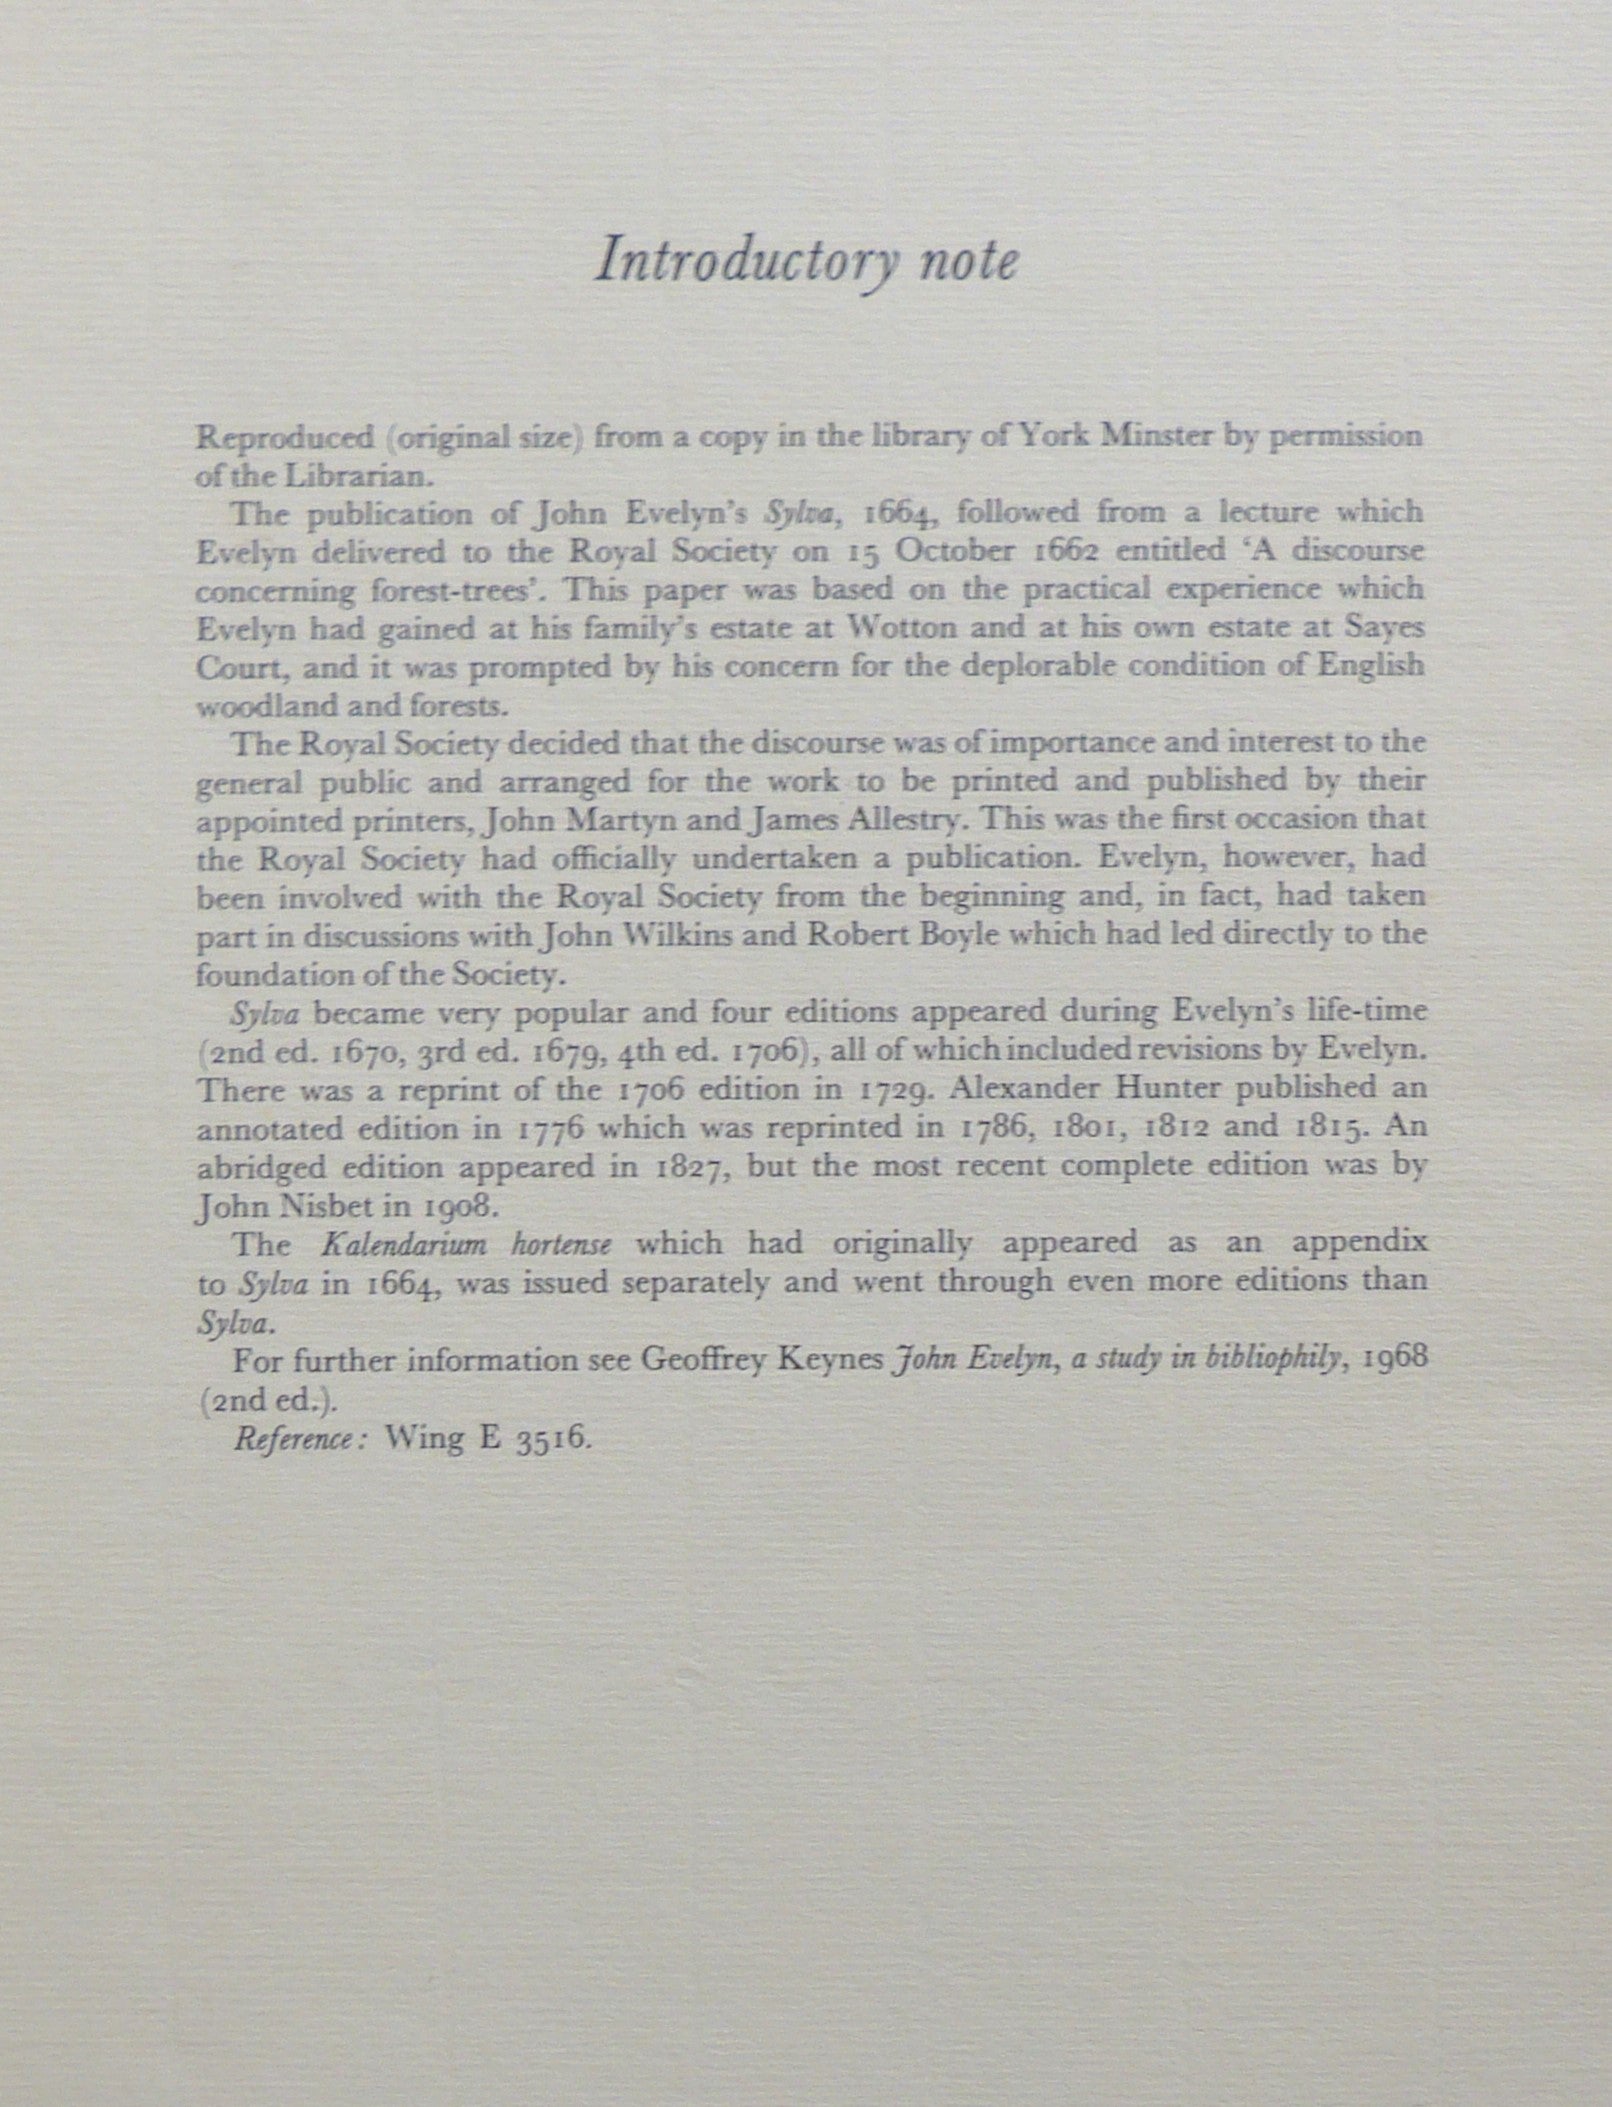 Introductory note
Reproduced (original size) from a copy in the library of York Minster by permission
of the Librarian.
The publication of John Evelyn's Sylva, 1664, followed from a lecture which
Evelyn delivered to the Royal Society on 15 October 1662 entitled ‘A discourse
concerning forest-trees’. This paper was based on the practical experience which
Evelyn had gained at his family's estate at Wotton and at his own estate at Sayes
Court, and it was prompted by his concern for the deplorable condition of English
woodland and forests.
The Royal Society decided that the discourse was of importance and interest to the
general public and arranged for the work to be printed and published by their
appointed printers, John Martyn and James Allestry. This was the first occasion that
the Royal Society had officially undertaken a publication. Evelyn, however, had
been involved with the Royal Society from the beginning and, in fact, had taken
part in discussions with John Wilkins and Robert Boyle which had led directly to the
foundation of the Society.
Sylva became very popular and four editions appeared during Evelyn's life-time
(2nd ed. 1670, 3rd ed. 1679, 4th ed. 1706), all of which included revisions by Evelyn.
There was a reprint of the 1706 edition in 1729. Alexander Hunter published an
annotated edition in 1776 which was reprinted in 1786, 1801, 1812 and 1815. An
abridged edition appeared in 1827, but the most recent complete edition was by
John Nisbet in 1908.
The Kalendarium hortense which had originally appeared as an appendix
to Sylva in 1664, was issued separately and went through even more editions than
Sylva.
For further information see Geoffrey Keynes John Evelyn, a study in bibliophily, 1968
(2nd ed.).
Reference: Wing E 3516.